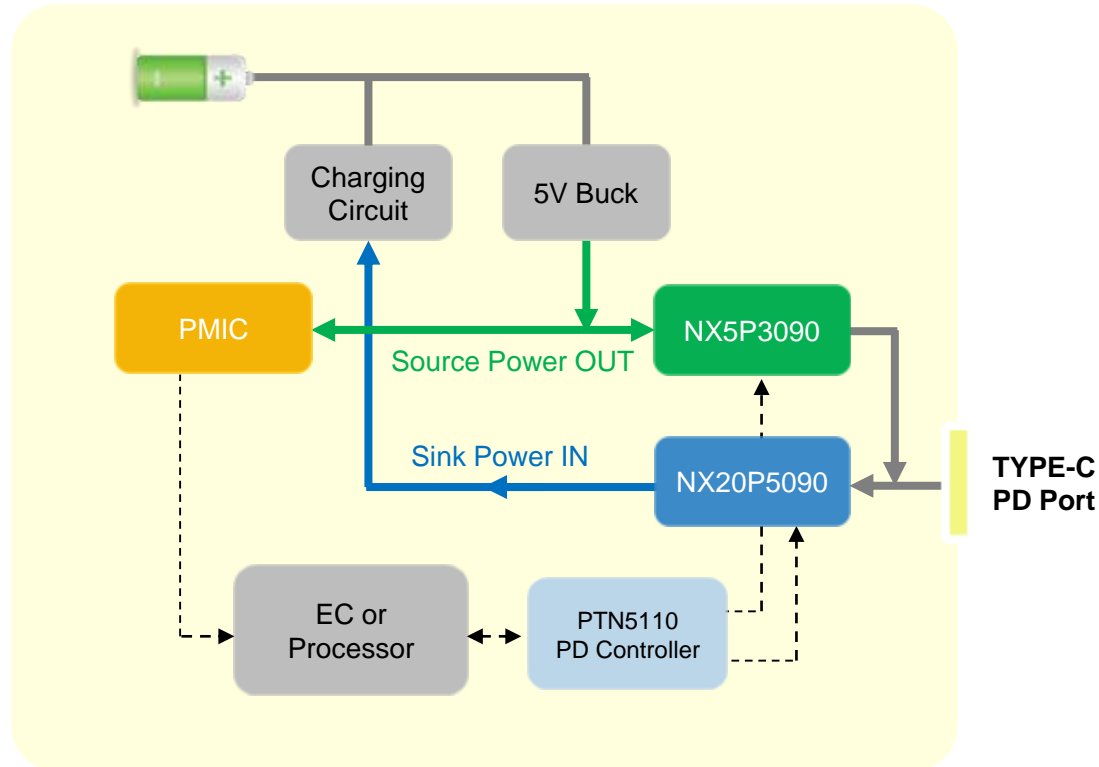 Charging
Circuit
5V Buck
PMIC
NX5P3090
Source Power OUT
Sink Power IN
NX20P5090
TYPE-C
PD Port
EC or
Processor
PTN5110
PD Controller